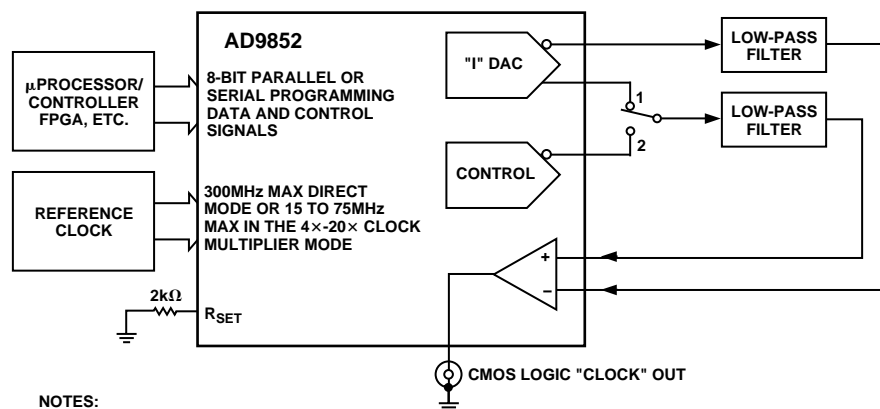 AD9852
µPROCESSOR/
CONTROLLER
FPGA, ETC.
8-BIT PARALLEL OR
SERIAL PROGRAMMING
DATA AND CONTROL
SIGNALS
"I" DAC
1
2
LOW-PASS
FILTER
LOW-PASS
FILTER
CONTROL
REFERENCE
CLOCK
300MHz MAX DIRECT
MODE OR 15 TO 75MHz
MAX IN THE 4×-20× CLOCK
MULTIPLIER MODE
+
–
2kΩ
RSET
CMOS LOGIC "CLOCK" OUT
NOTES: